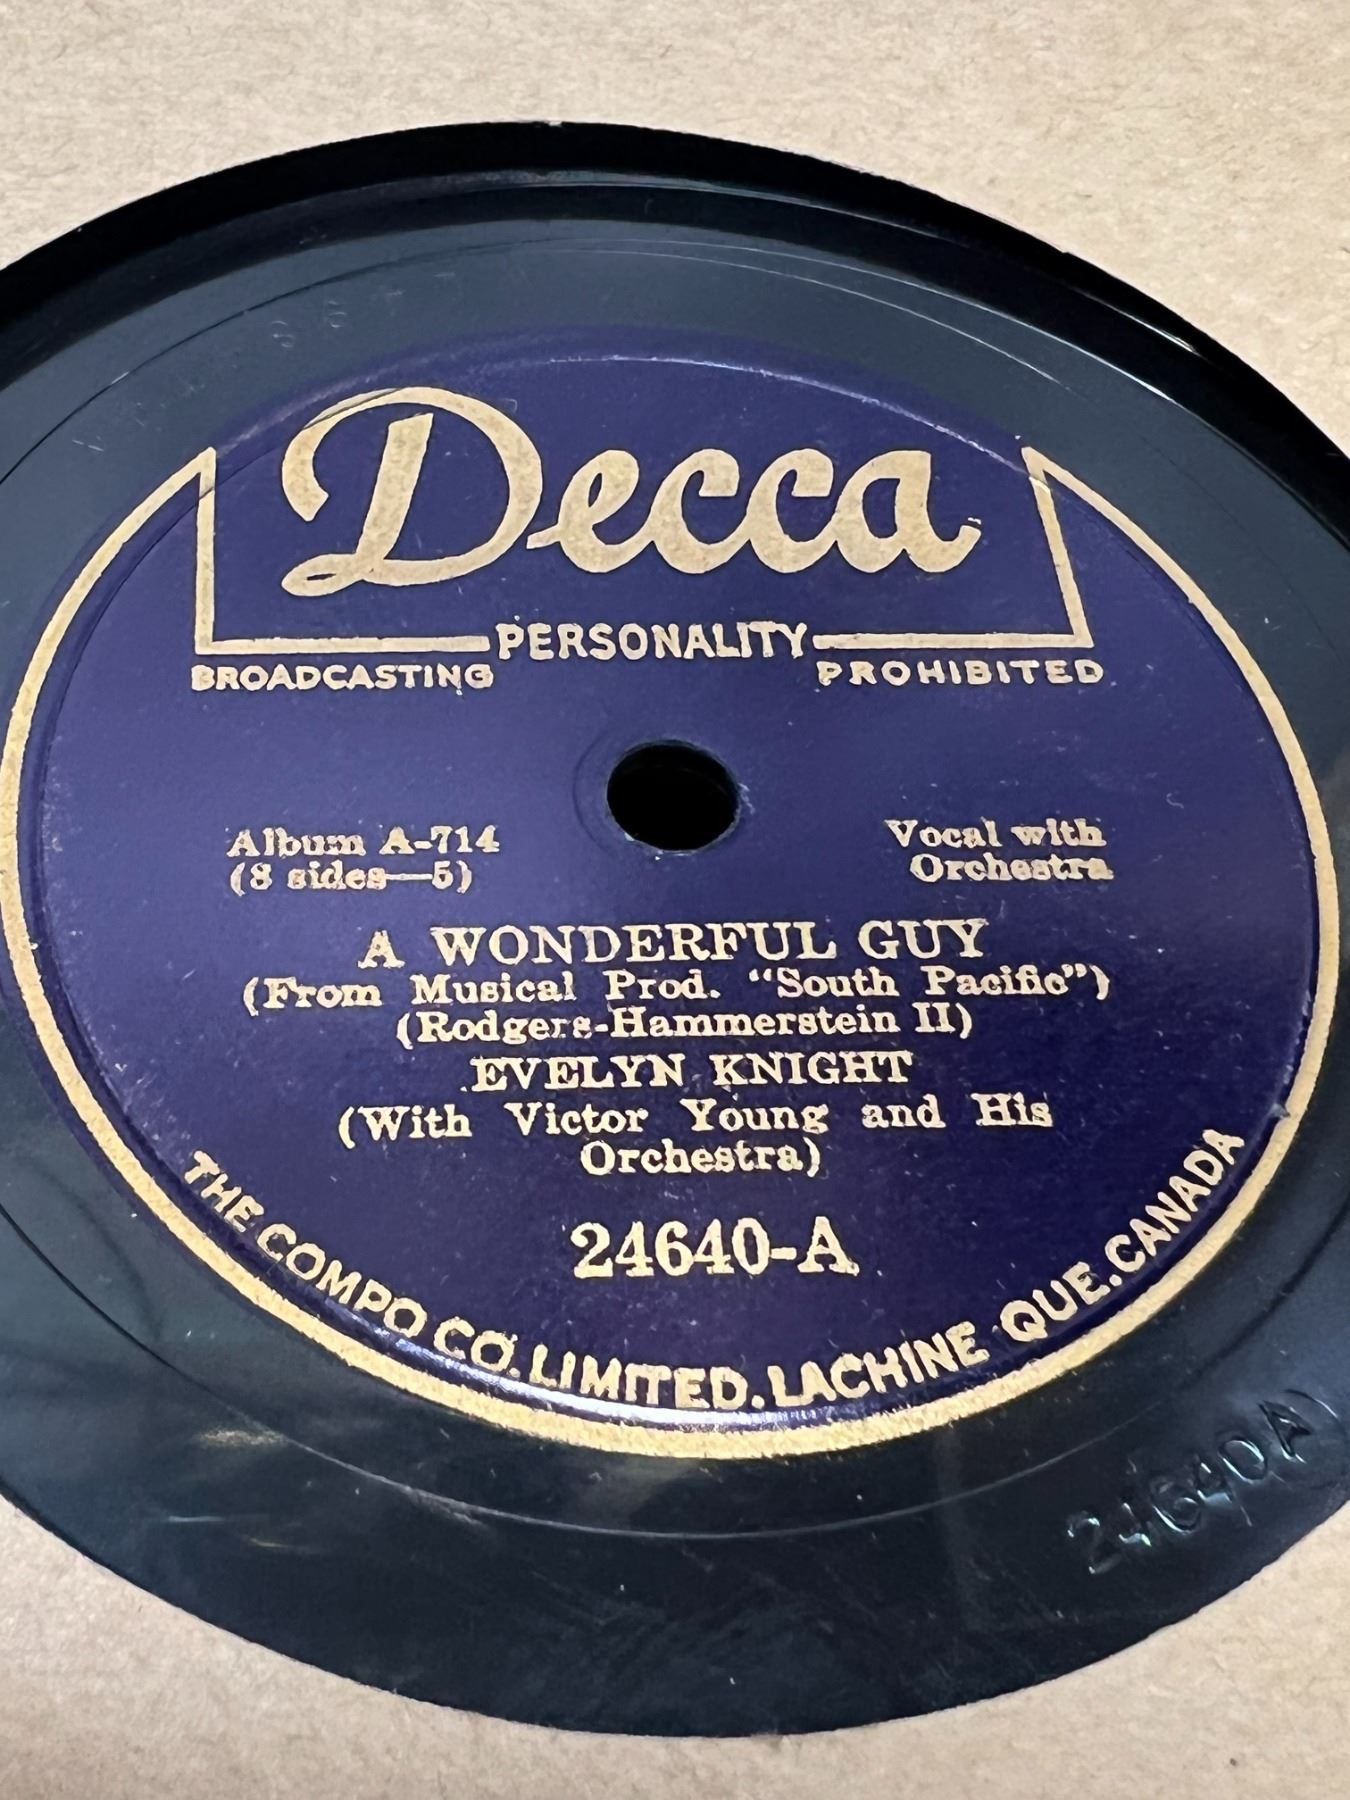 Decca
PERSONALITY
BROADCASTING PROHIBITED
Album A-714
(8 sides—5)
Vocal with
Orchestra
A WONDERFUL GUY
(From Musical Prod. “South Pacific”)
(Rodgers-Hammerstein II)
EVELYN KNIGHT
(With Victor Young and His
Orchestra)
24640-A
THE COMPO CO. LIMITED. LACHINE QUE. CANADA
24640A